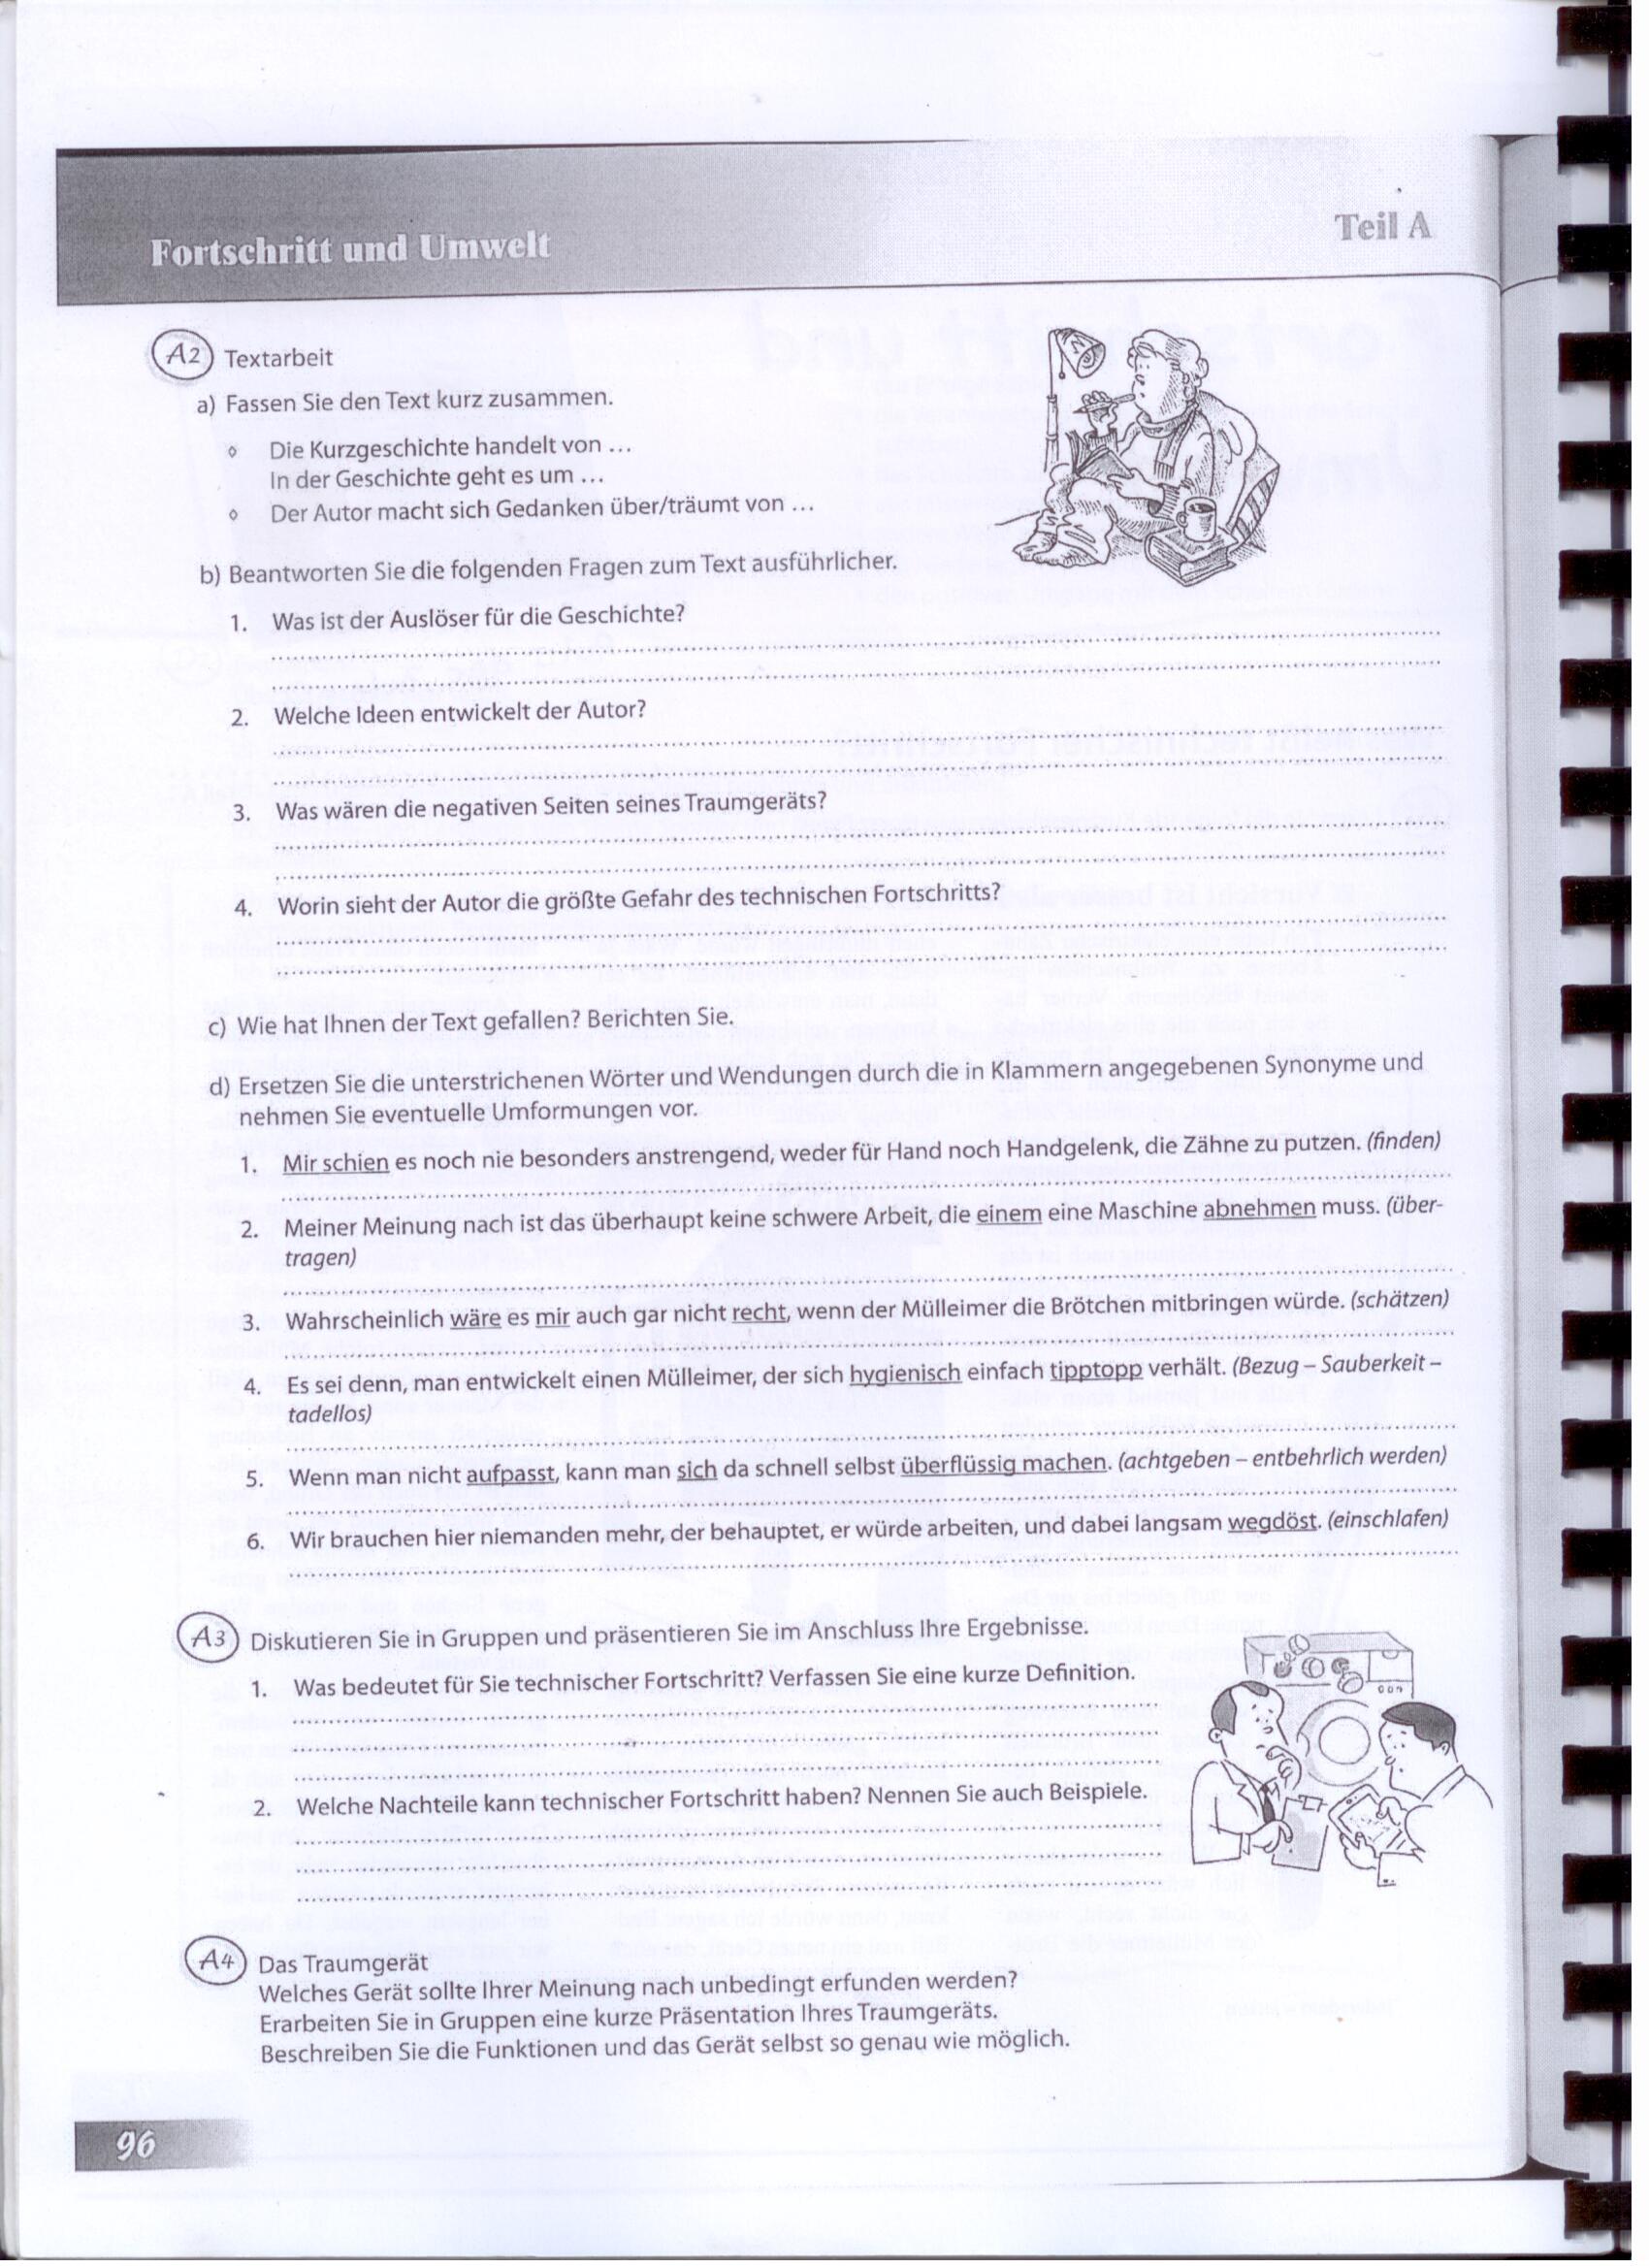 Fortschritt und Umwelt
Teil A
A2 Textarbeit
a) Fassen Sie den Text kurz zusammen.
⋄ Die Kurzgeschichte handelt von …
In der Geschichte geht es um …
⋄ Der Autor macht sich Gedanken über/träumt von …
b) Beantworten Sie die folgenden Fragen zum Text ausführlicher.
1. Was ist der Auslöser für die Geschichte?
2. Welche Ideen entwickelt der Autor?
3. Was wären die negativen Seiten seines Traumgeräts?
4. Worin sieht der Autor die größte Gefahr des technischen Fortschritts?
c) Wie hat Ihnen der Text gefallen? Berichten Sie.
d) Ersetzen Sie die unterstrichenen Wörter und Wendungen durch die in Klammern angegebenen Synonyme und
nehmen Sie eventuelle Umformungen vor.
1. Mir schien es noch nie besonders anstrengend, weder für Hand noch Handgelenk, die Zähne zu putzen. (finden)
2. Meiner Meinung nach ist das überhaupt keine schwere Arbeit, die einem eine Maschine abnehmen muss. (über-
tragen)
3. Wahrscheinlich wäre es mir auch gar nicht recht, wenn der Mülleimer die Brötchen mitbringen würde. (schätzen)
4. Es sei denn, man entwickelt einen Mülleimer, der sich hygienisch einfach tipptopp verhält. (Bezug – Sauberkeit –
tadellos)
5. Wenn man nicht aufpasst, kann man sich da schnell selbst überflüssig machen. (achtgeben – entbehrlich werden)
6. Wir brauchen hier niemanden mehr, der behauptet, er würde arbeiten, und dabei langsam wegdöst. (einschlafen)
A3 Diskutieren Sie in Gruppen und präsentieren Sie im Anschluss Ihre Ergebnisse.
1. Was bedeutet für Sie technischer Fortschritt? Verfassen Sie eine kurze Definition.
2. Welche Nachteile kann technischer Fortschritt haben? Nennen Sie auch Beispiele.
A4 Das Traumgerät
Welches Gerät sollte Ihrer Meinung nach unbedingt erfunden werden?
Erarbeiten Sie in Gruppen eine kurze Präsentation Ihres Traumgeräts.
Beschreiben Sie die Funktionen und das Gerät selbst so genau wie möglich.
96